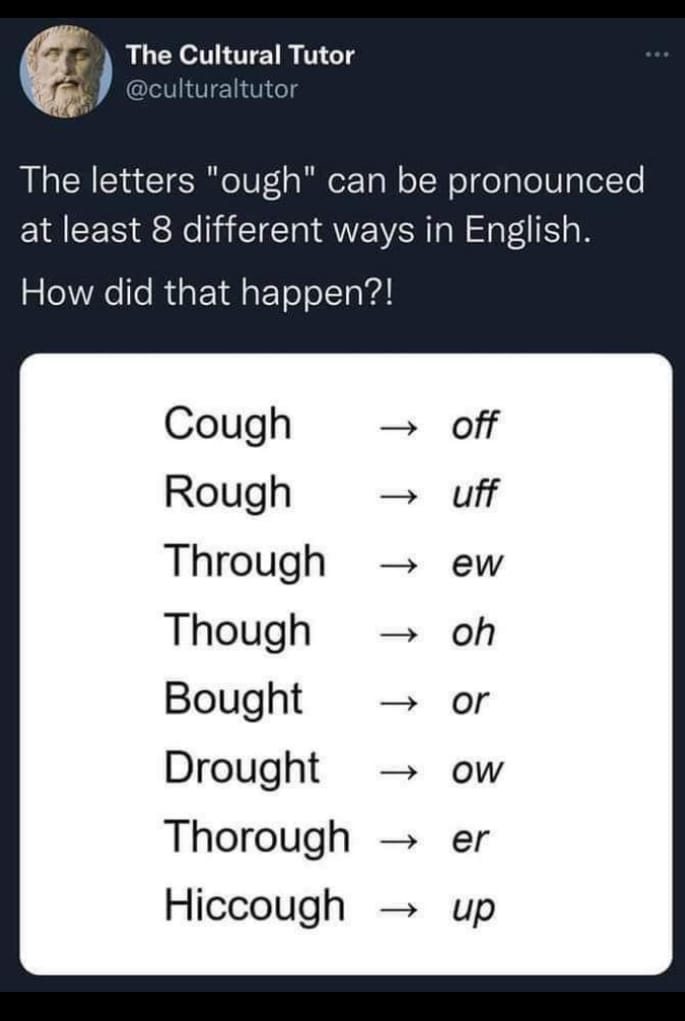 The Cultural Tutor
@culturaltutor
The letters "ough" can be pronounced
at least 8 different ways in English.
How did that happen?!
Cough → off
Rough → uff
Through → ew
Though → oh
Bought → or
Drought → ow
Thorough → er
Hiccough → up